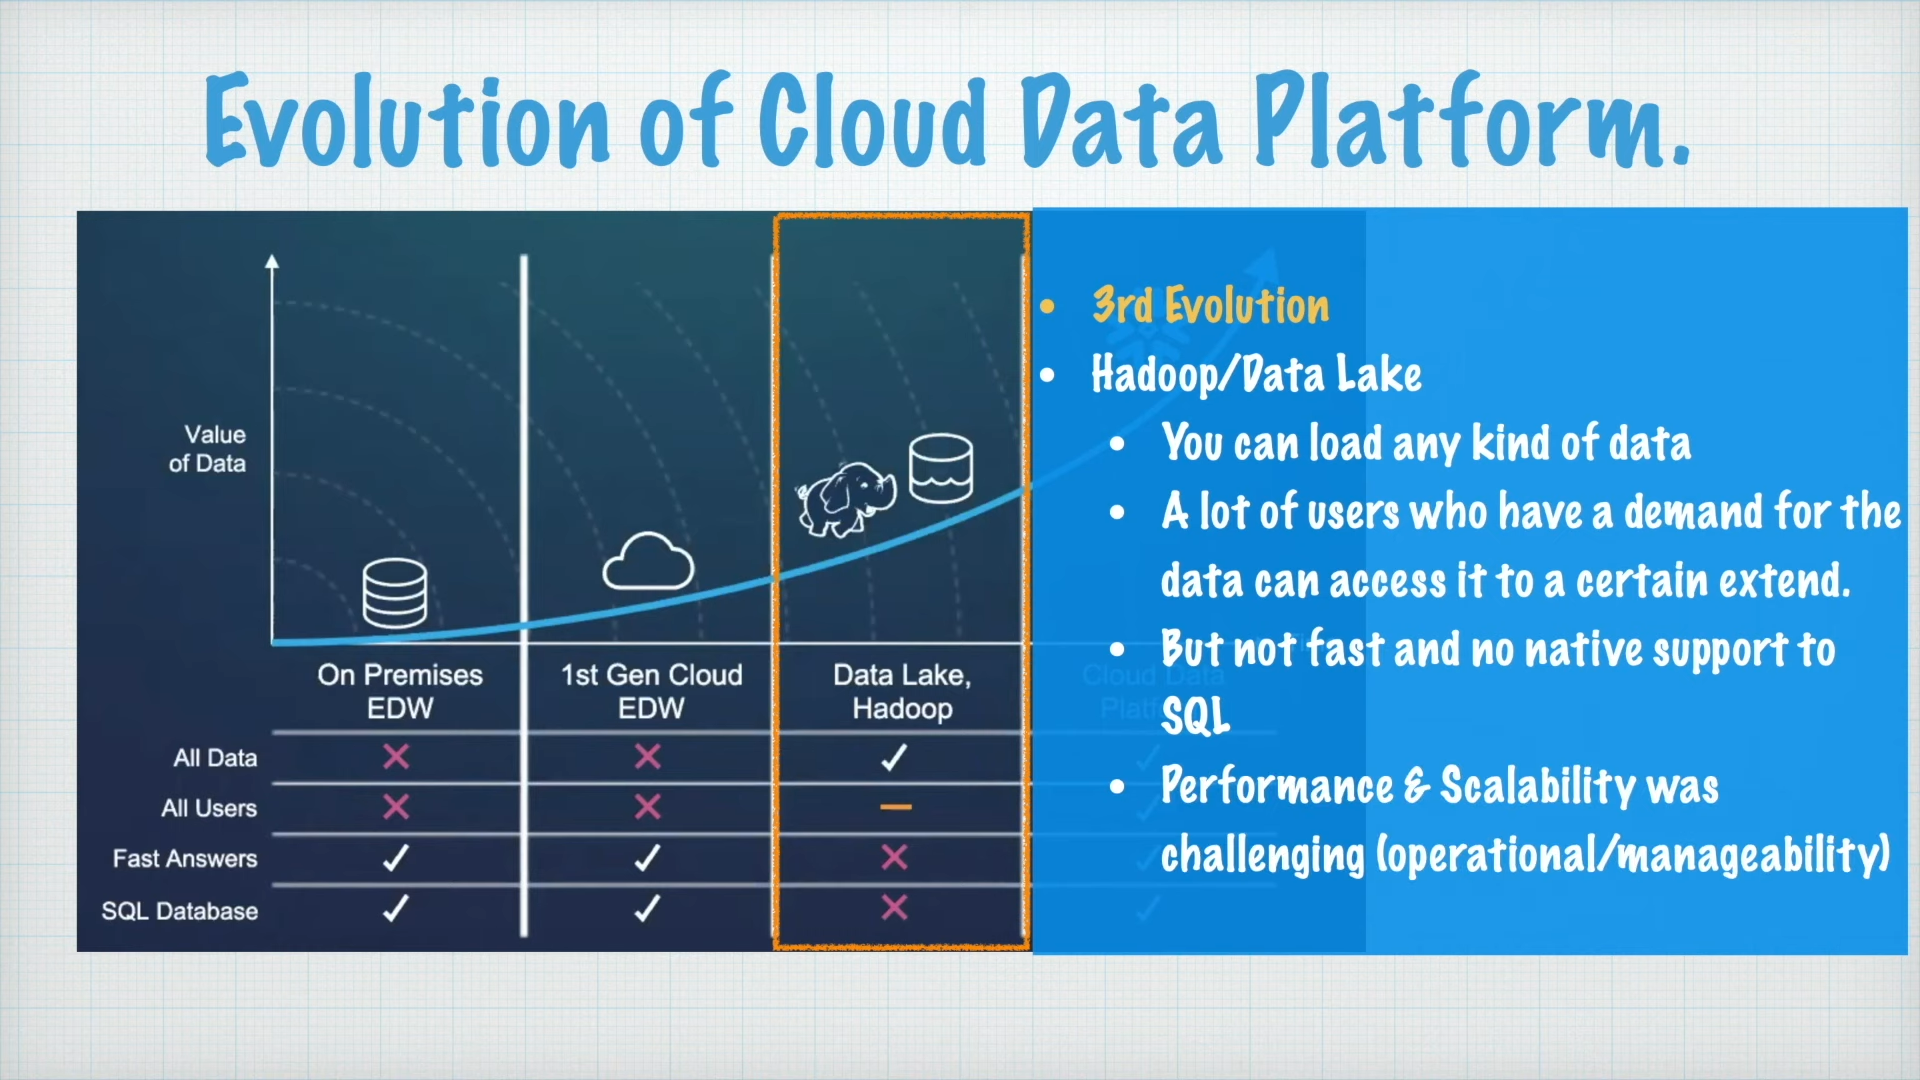 Evolution of Cloud Data Platform.
Value
of Data
On Premises
EDW
1st Gen Cloud
EDW
Data Lake,
Hadoop
Cloud Data
All Data
All Users
Fast Answers
SQL Database
3rd Evolution
Hadoop/Data Lake
You can load any kind of data
A lot of users who have a demand for the
data can access it to a certain extend.
But not fast and no native support to
SQL
Performance & Scalability was
challenging (operational/manageability)